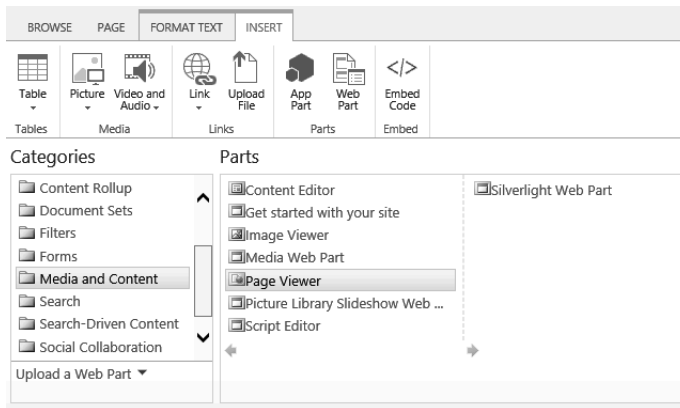 BROWSE PAGE FORMAT TEXT INSERT
Table Picture Video and Audio Link Upload File App Part Web Part Embed Code
Tables Media Links Parts Embed
Categories
Content Rollup
Document Sets
Filters
Forms
Media and Content
Search
Search-Driven Content
Social Collaboration
Upload a Web Part
Parts
Content Editor
Get started with your site
Image Viewer
Media Web Part
Page Viewer
Picture Library Slideshow Web ...
Script Editor
Silverlight Web Part